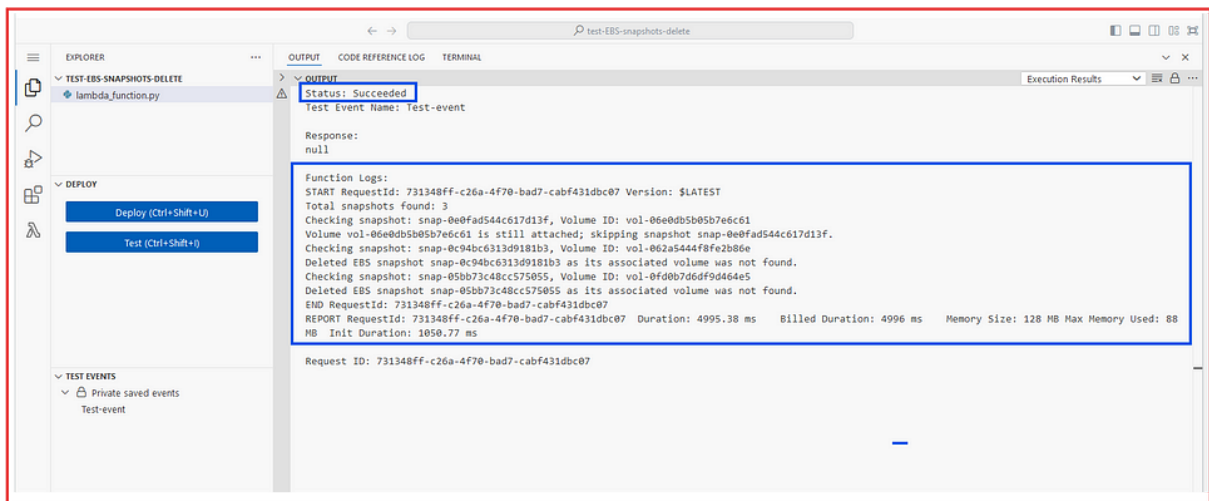 test-EBS-snapshots-delete
EXPLORER
OUTPUT CODE REFERENCE LOG TERMINAL
TEST-EBS-SNAPSHOTS-DELETE
lambda_function.py
DEPLOY
Deploy (Ctrl+Shift+U)
Test (Ctrl+Shift+I)
TEST EVENTS
Private saved events
Test-event
OUTPUT
Execution Results
Status: Succeeded
Test Event Name: Test-event
Response:
null
Function Logs:
START RequestId: 731348ff-c26a-4f70-bad7-cabf431dbc07 Version: $LATEST
Total snapshots found: 3
Checking snapshot: snap-0e0fad544c617d13f, Volume ID: vol-06e0db5b05b7e6c61
Volume vol-06e0db5b05b7e6c61 is still attached; skipping snapshot snap-0e0fad544c617d13f.
Checking snapshot: snap-0c94bc6313d9181b3, Volume ID: vol-062a5444f8fe2b86e
Deleted EBS snapshot snap-0c94bc6313d9181b3 as its associated volume was not found.
Checking snapshot: snap-05bb73c48cc575055, Volume ID: vol-0fd0b7d6df9d464e5
Deleted EBS snapshot snap-05bb73c48cc575055 as its associated volume was not found.
END RequestId: 731348ff-c26a-4f70-bad7-cabf431dbc07
REPORT RequestId: 731348ff-c26a-4f70-bad7-cabf431dbc07 Duration: 4995.38 ms Billed Duration: 4996 ms Memory Size: 128 MB Max Memory Used: 88
MB Init Duration: 1050.77 ms
Request ID: 731348ff-c26a-4f70-bad7-cabf431dbc07